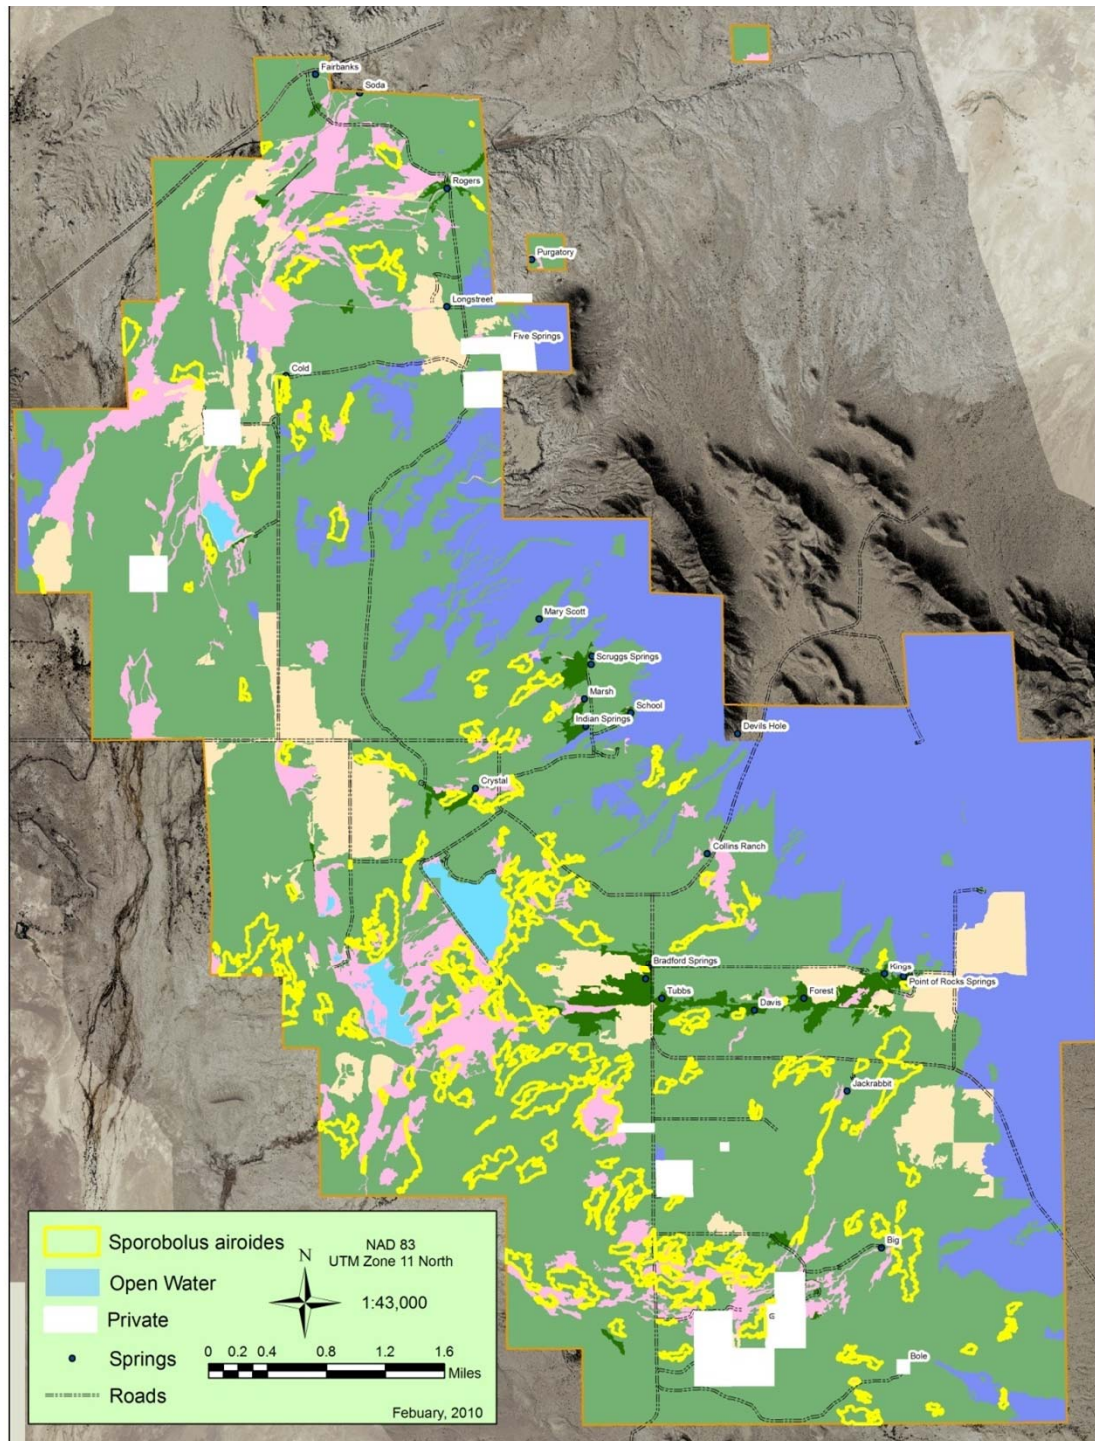 Fairbanks
Soda
Rogers
Purgatory
Longstreet
Five Springs
Cold
Mary Scott
Scruggs Springs
Marsh
School
Indian Springs
Devils Hole
Crystal
Collins Ranch
Bradford Springs
Kings
Point of Rocks Springs
Tubbs
Forest
Davis
Jackrabbit
Big
Bole
Sporobolus airoides
Open Water
Private
Springs
Roads
N
NAD 83
UTM Zone 11 North
1:43,000
0 0.2 0.4 0.8 1.2 1.6
Miles
Febuary, 2010